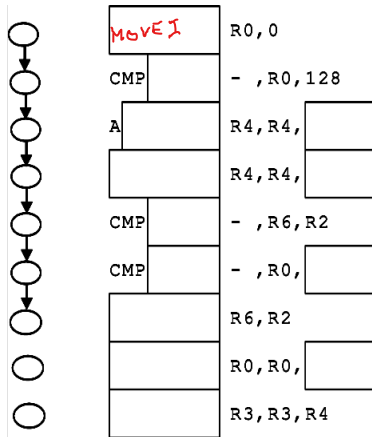 MOVEI R0,0
CMP - ,R0,128
A R4,R4,
R4,R4,
CMP - ,R6,R2
CMP - ,R0,
R6,R2
R0,R0,
R3,R3,R4